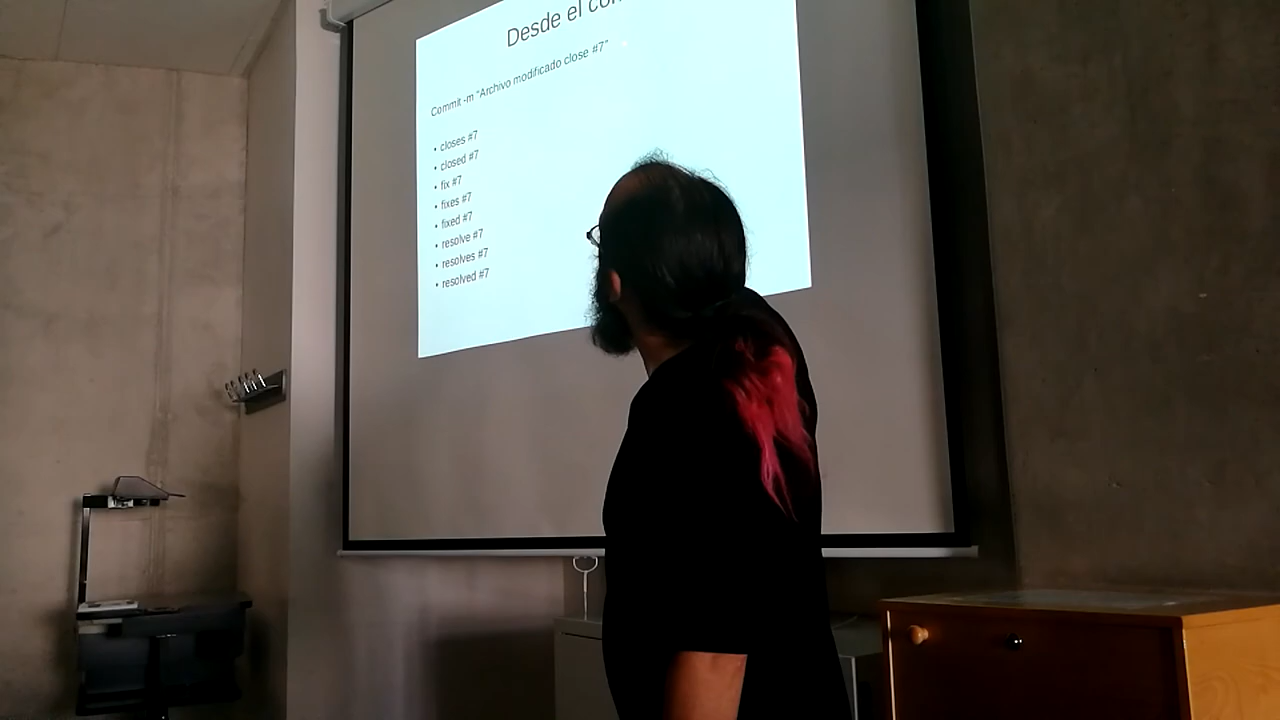 Desde el
Commit -m "Archivo modificado close #7"
• closes #7
• closed #7
• fix #7
• fixes #7
• fixed #7
• resolve #7
• resolves #7
• resolved #7